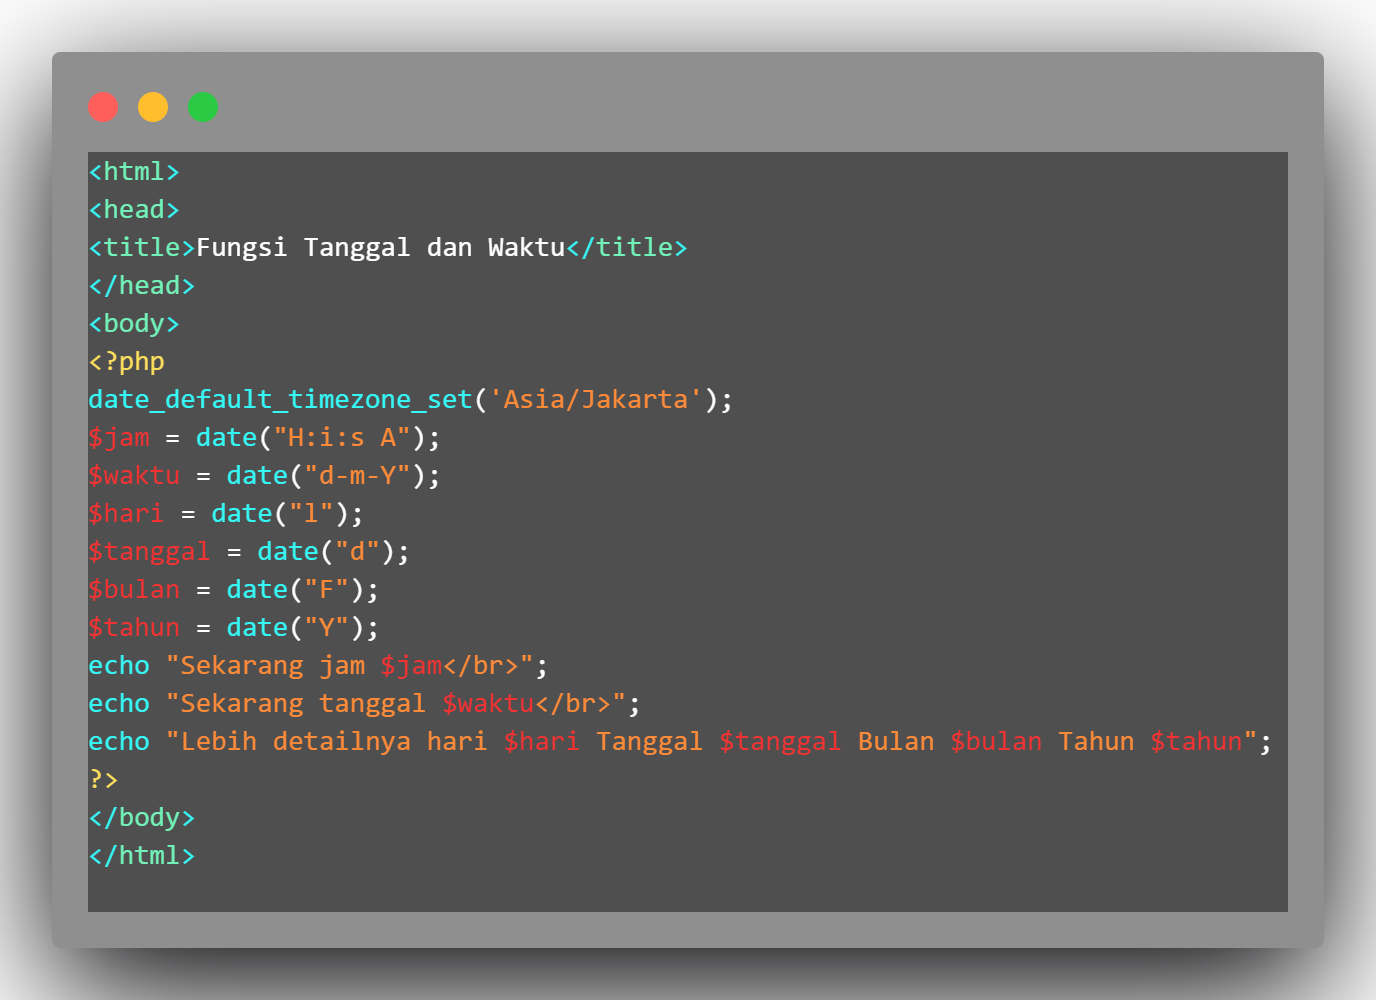 <html>
<head>
<title>Fungsi Tanggal dan Waktu</title>
</head>
<body>
<?php
date_default_timezone_set('Asia/Jakarta');
$jam = date("H:i:s A");
$waktu = date("d-m-Y");
$hari = date("l");
$tanggal = date("d");
$bulan = date("F");
$tahun = date("Y");
echo "Sekarang jam $jam</br>";
echo "Sekarang tanggal $waktu</br>";
echo "Lebih detailnya hari $hari Tanggal $tanggal Bulan $bulan Tahun $tahun";
?>
</body>
</html>